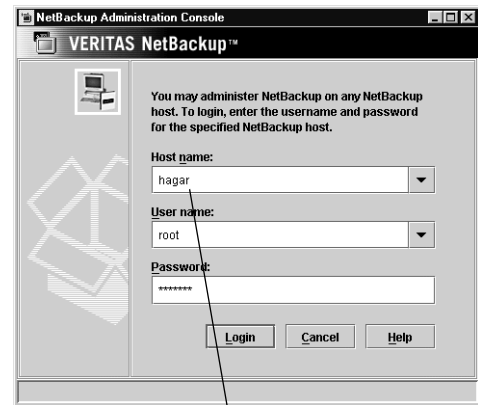 NetBackup Administration Console
VERITAS NetBackup™
You may administer NetBackup on any NetBackup
host. To login, enter the username and password
for the specified NetBackup host.
Host name:
hagar
User name:
root
Password:
*******
Login Cancel Help